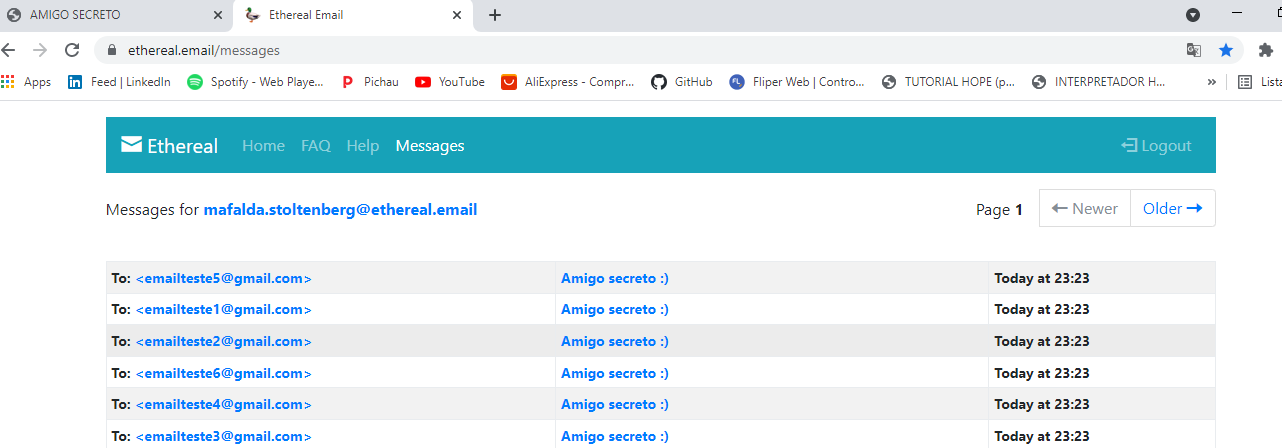 AMIGO SECRETO
Ethereal Email
ethereal.email/messages
Apps Feed | LinkedIn Spotify - Web Playe... Pichau YouTube AliExpress - Compr... GitHub Fliper Web | Contro... TUTORIAL HOPE (p... INTERPRETADOR H... » Lista
Ethereal Home FAQ Help Messages Logout
Messages for mafalda.stoltenberg@ethereal.email Page 1 ← Newer Older →
To: <emailteste5@gmail.com> Amigo secreto :) Today at 23:23
To: <emailteste1@gmail.com> Amigo secreto :) Today at 23:23
To: <emailteste2@gmail.com> Amigo secreto :) Today at 23:23
To: <emailteste6@gmail.com> Amigo secreto :) Today at 23:23
To: <emailteste4@gmail.com> Amigo secreto :) Today at 23:23
To: <emailteste3@gmail.com> Amigo secreto :) Today at 23:23